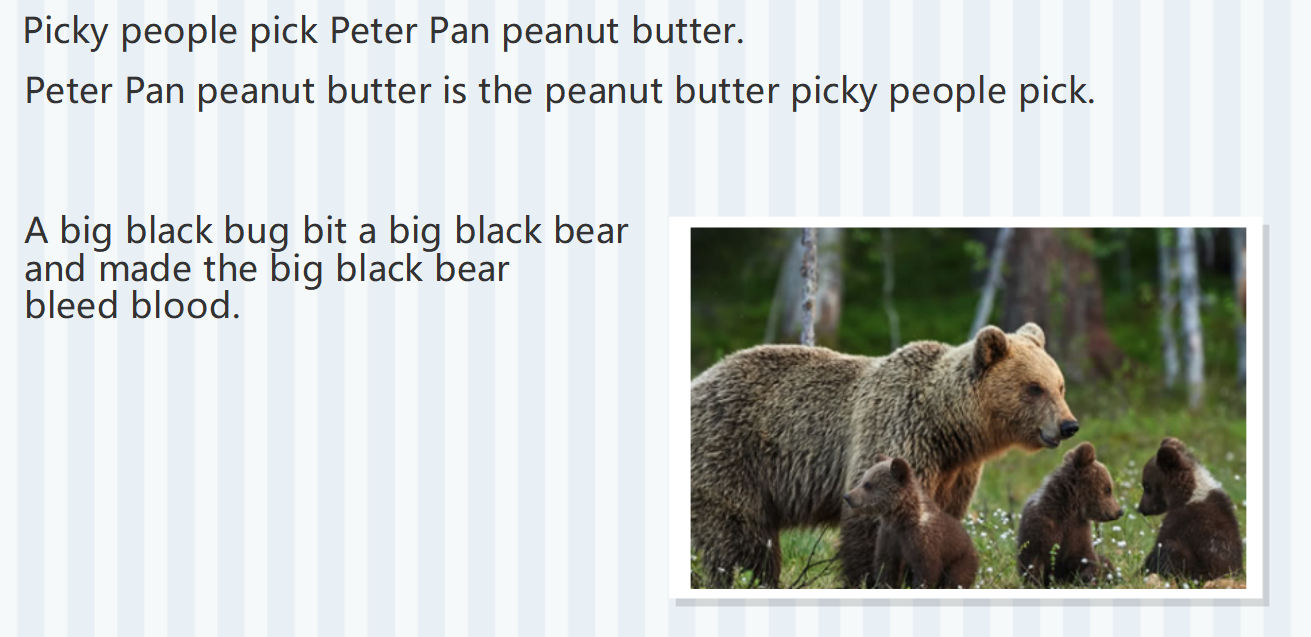 Picky people pick Peter Pan peanut butter.
Peter Pan peanut butter is the peanut butter picky people pick.
A big black bug bit a big black bear
and made the big black bear
bleed blood.